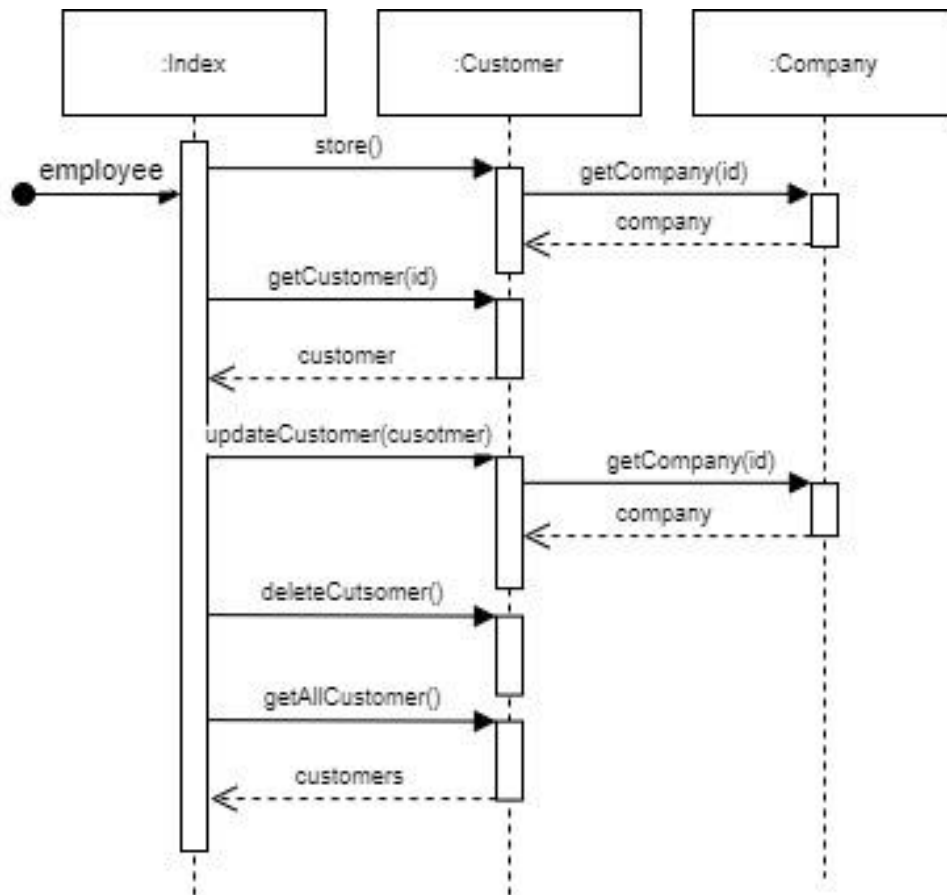 :Index
:Customer
:Company
store()
employee
getCompany(id)
company
getCustomer(id)
customer
updateCustomer(cusotmer)
getCompany(id)
company
deleteCutsomer()
getAllCustomer()
customers